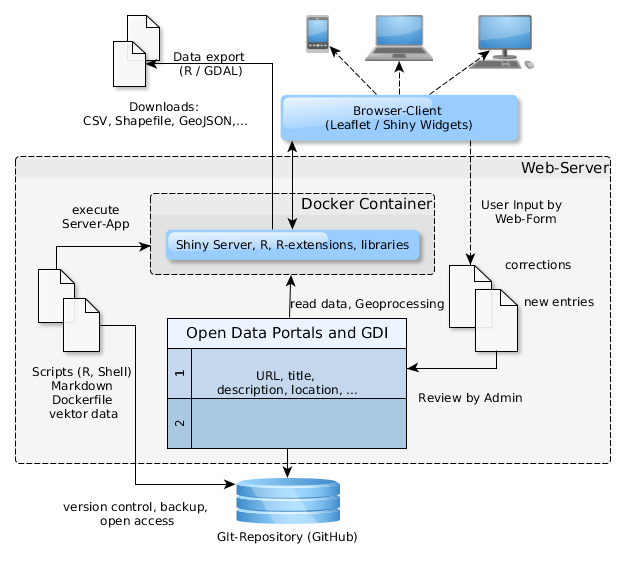 Data export
(R / GDAL)
Downloads:
CSV, Shapefile, GeoJSON,...
Browser-Client
(Leaflet / Shiny Widgets)
Web-Server
execute
Server-App
Docker Container
Shiny Server, R, R-extensions, libraries
User Input by
Web-Form
corrections
new entries
read data, Geoprocessing
Open Data Portals and GDI
1
URL, title,
description, location, ...
2
Scripts (R, Shell)
Markdown
Dockerfile
vektor data
Review by Admin
version control, backup,
open access
GIt-Repository (GitHub)